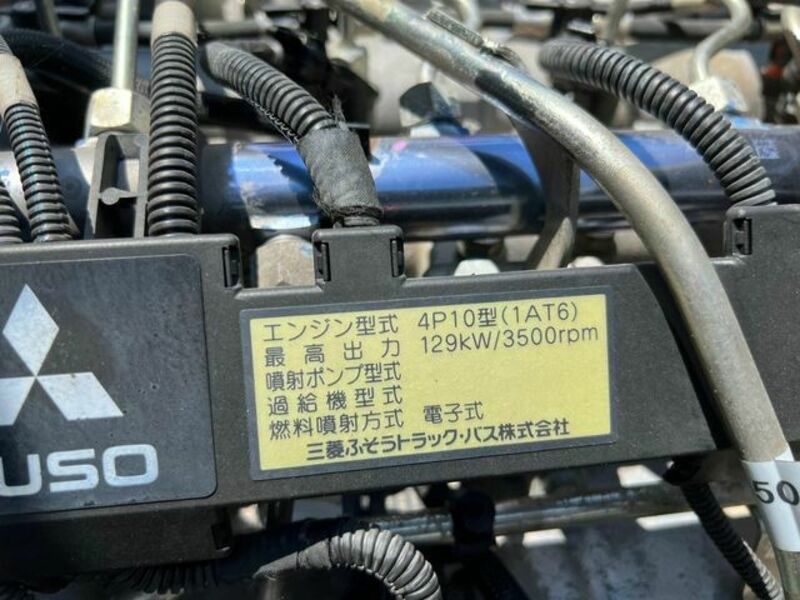 エンジン型式 4P10型(1AT6)
最高出力 129kW/3500rpm
噴射ポンプ型式
過給機型式
燃料噴射方式 電子式
三菱ふそうトラック・バス株式会社
USO
50